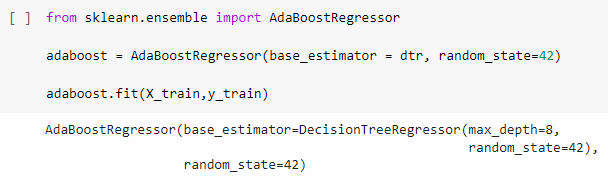 [ ] from sklearn.ensemble import AdaBoostRegressor
adaboost = AdaBoostRegressor(base_estimator = dtr, random_state=42)
adaboost.fit(X_train,y_train)
AdaBoostRegressor(base_estimator=DecisionTreeRegressor(max_depth=8,
random_state=42),
random_state=42)